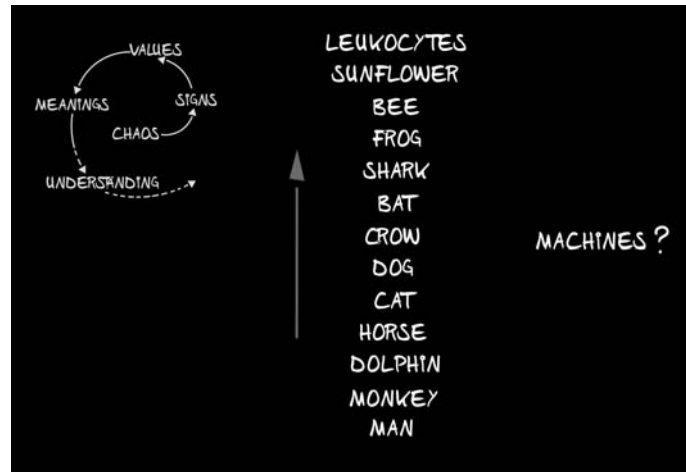 VALUES
SIGNS
MEANINGS
CHAOS
UNDERSTANDING
LEUKOCYTES
SUNFLOWER
BEE
FROG
SHARK
BAT
CROW
DOG
CAT
HORSE
DOLPHIN
MONKEY
MAN
MACHINES?